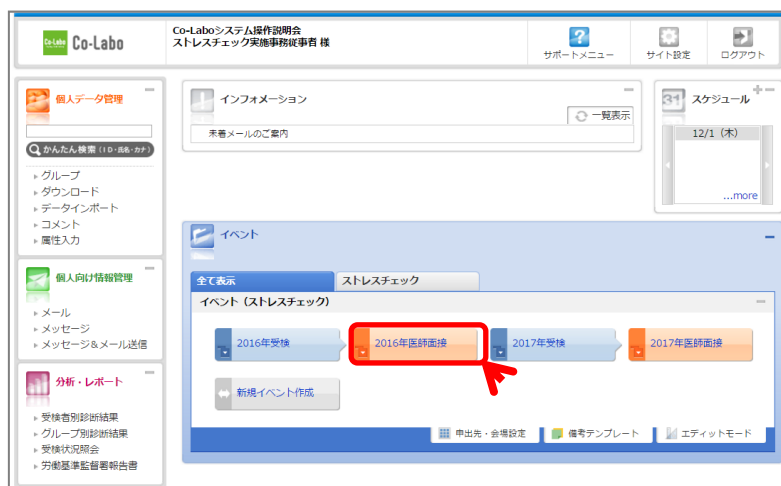 Co-Labo Co-Labo
Co-Laboシステム操作説明会
ストレスチェック実施事務従事者 様
サポートメニュー
サイト設定
ログアウト
個人データ管理
かんたん検索（ID・氏名・カナ）
グループ
ダウンロード
データインポート
コメント
属性入力
個人向け情報管理
メール
メッセージ
メッセージ＆メール送信
分析・レポート
受検者別診断結果
グループ別診断結果
受検状況照会
労働基準監督署報告書
インフォメーション
一覧表示
未着メールのご案内
31 スケジュール
12/1（木）
...more
イベント
全て表示
ストレスチェック
イベント（ストレスチェック）
2016年受検
2016年医師面接
2017年受検
2017年医師面接
新規イベント作成
申出先・会場設定
備考テンプレート
エディットモード